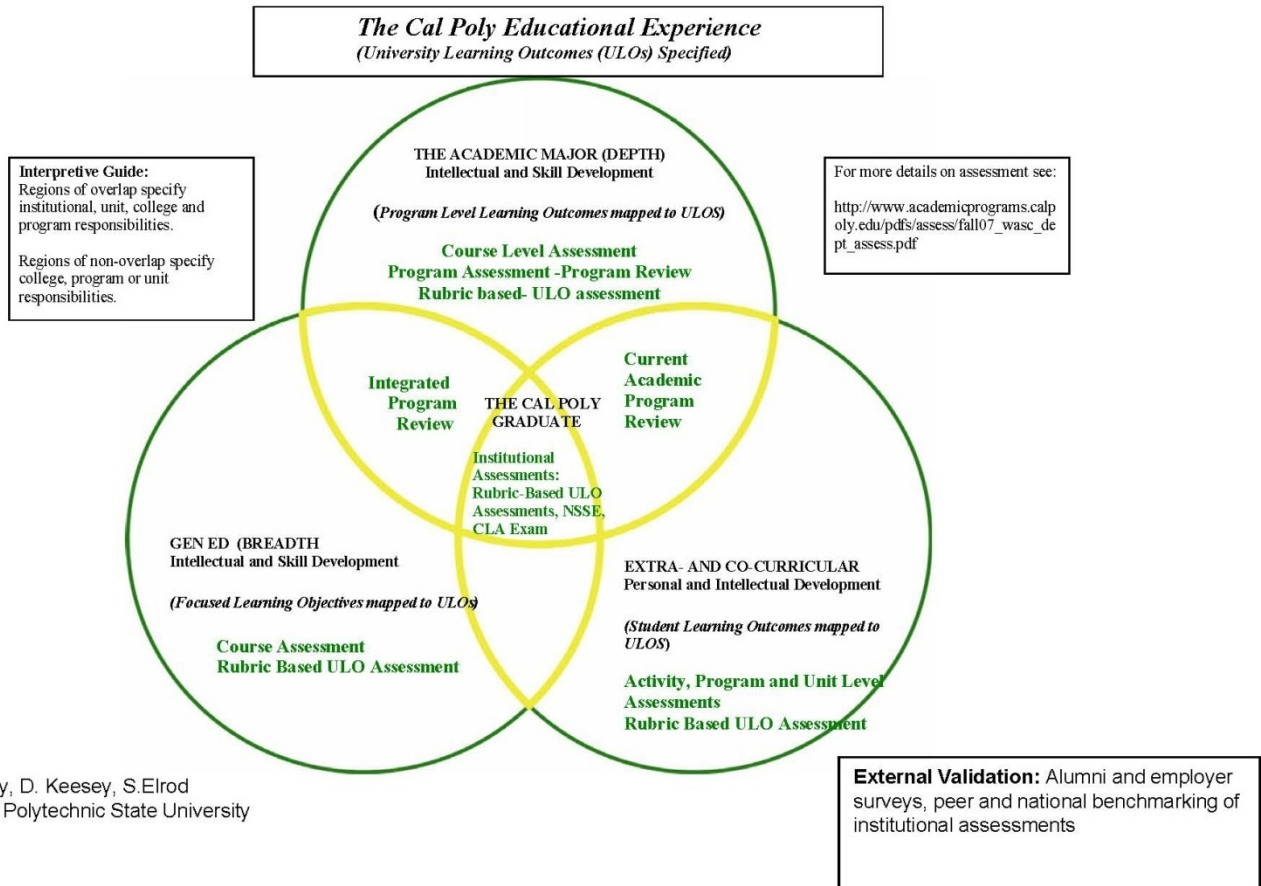 The Cal Poly Educational Experience
(University Learning Outcomes (ULOs) Specified)
Interpretive Guide:
Regions of overlap specify
institutional, unit, college and
program responsibilities.
Regions of non-overlap specify
college, program or unit
responsibilities.
THE ACADEMIC MAJOR (DEPTH)
Intellectual and Skill Development
(Program Level Learning Outcomes mapped to ULOS)
Course Level Assessment
Program Assessment -Program Review
Rubric based- ULO assessment
For more details on assessment see:
http://www.academicprograms.calp
oly.edu/pdfs/assess/fall07_wasc_de
pt_assess.pdf
Integrated
Program
Review
THE CAL POLY
GRADUATE
Institutional
Assessments:
Rubric-Based ULO
Assessments, NSSE,
CLA Exam
Current
Academic
Program
Review
GEN ED (BREADTH
Intellectual and Skill Development
(Focused Learning Objectives mapped to ULOs)
Course Assessment
Rubric Based ULO Assessment
EXTRA- AND CO-CURRICULAR
Personal and Intellectual Development
(Student Learning Outcomes mapped to
ULOS)
Activity, Program and Unit Level
Assessments
Rubric Based ULO Assessment
y, D. Keesey, S.Elrod
Polytechnic State University
External Validation: Alumni and employer
surveys, peer and national benchmarking of
institutional assessments